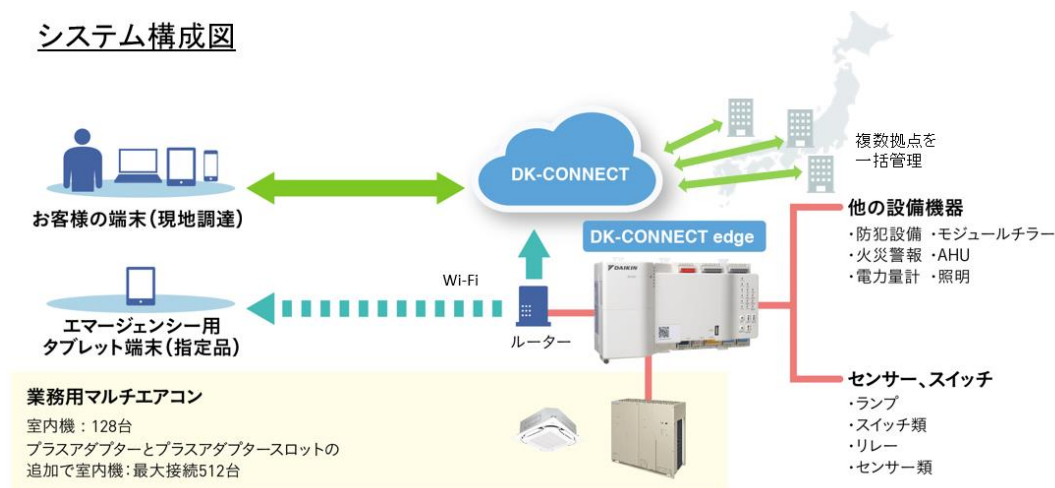 システム構成図
DK-CONNECT
複数拠点を
一括管理
お客様の端末(現地調達)
DK-CONNECT edge
DAIKIN
他の設備機器
・防犯設備 ・モジュールチラー
・火災警報 ・AHU
・電力量計 ・照明
Wi-Fi
ルーター
エマージェンシー用
タブレット端末(指定品)
業務用マルチエアコン
室内機：128台
プラスアダプターとプラスアダプタースロットの
追加で室内機：最大接続512台
センサー、スイッチ
・ランプ
・スイッチ類
・リレー
・センサー類